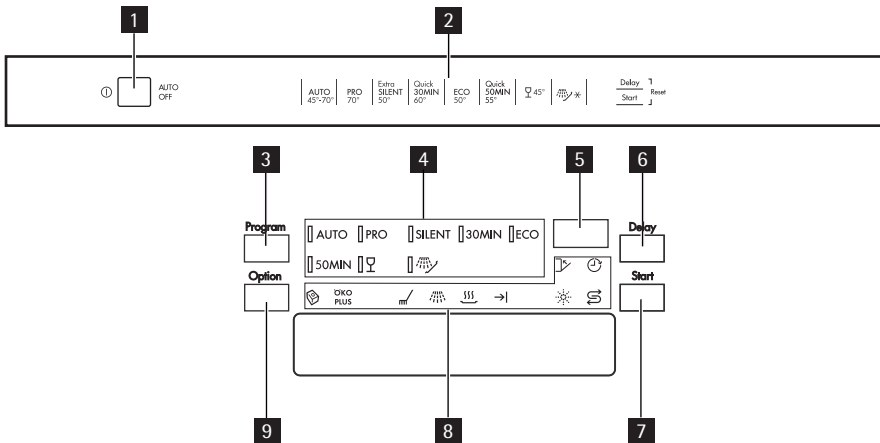 1
2
AUTO
OFF
AUTO
45°-70°
PRO
70°
Extra
SILENT
50°
Quick
30MIN
60°
ECO
50°
Quick
50MIN
55°
45°
Delay
Start
Reset
3
4
5
6
Program
AUTO PRO SILENT 30MIN ECO
Delay
50MIN
Option
ÖKO
PLUS
Start
9
8
7